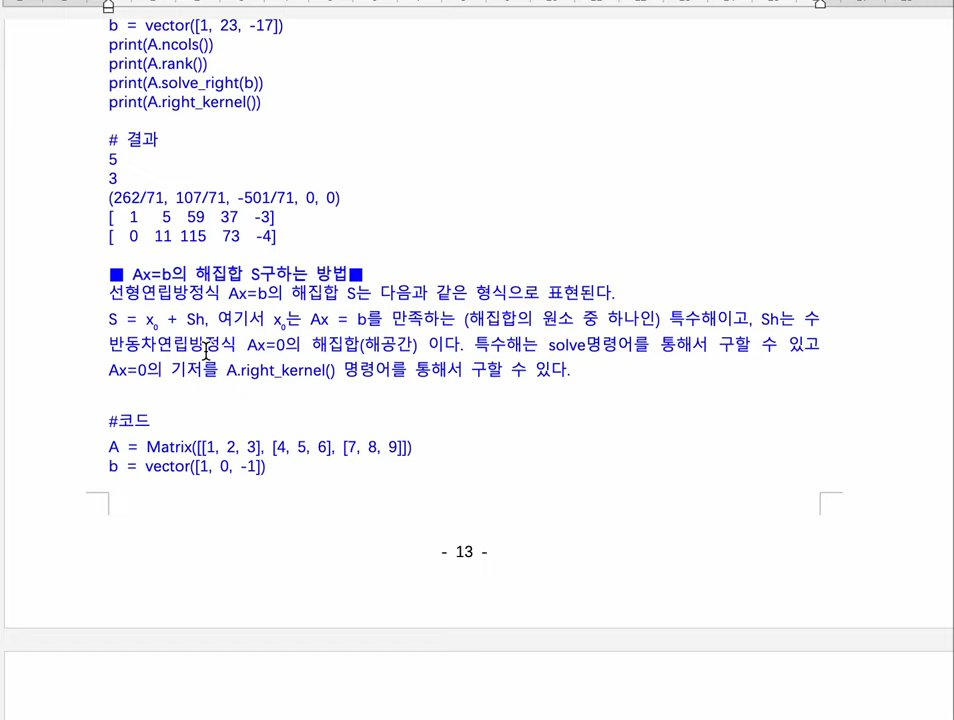 b = vector([1, 23, -17])
print(A.ncols())
print(A.rank())
print(A.solve_right(b))
print(A.right_kernel())
# 결과
5
3
(262/71, 107/71, -501/71, 0, 0)
[ 1 5 59 37 -3]
[ 0 11 115 73 -4]
■ Ax=b의 해집합 S구하는 방법■
선형연립방정식 Ax=b의 해집합 S는 다음과 같은 형식으로 표현된다.
S = x₀ + Sh, 여기서 x₀는 Ax = b를 만족하는 (해집합의 원소 중 하나인) 특수해이고, Sh는 수
반동차연립방정식 Ax=0의 해집합(해공간) 이다. 특수해는 solve명령어를 통해서 구할 수 있고
Ax=0의 기저를 A.right_kernel() 명령어를 통해서 구할 수 있다.
#코드
A = Matrix([[1, 2, 3], [4, 5, 6], [7, 8, 9]])
b = vector([1, 0, -1])
- 13 -